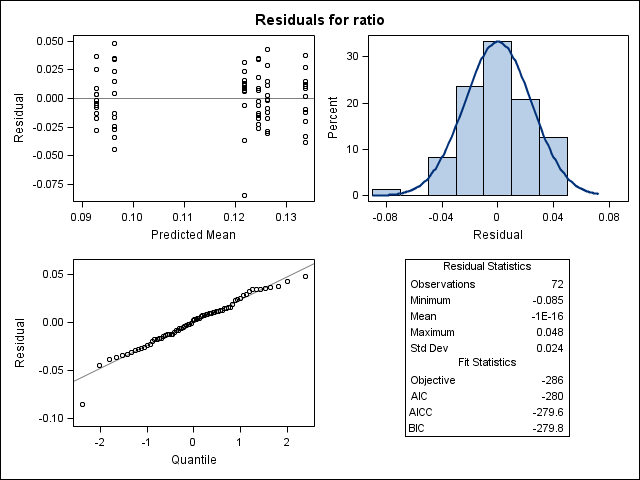 Residuals for ratio
0.050
0.025
0.000
-0.025
-0.050
-0.075
Residual
0.09 0.10 0.11 0.12 0.13
Predicted Mean
30
20
10
0
Percent
-0.08 -0.04 0 0.04 0.08
Residual
0.05
0.00
-0.05
-0.10
Residual
-2 -1 0 1 2
Quantile
Residual Statistics
Observations 72
Minimum -0.085
Mean -1E-16
Maximum 0.048
Std Dev 0.024
Fit Statistics
Objective -286
AIC -280
AICC -279.6
BIC -279.8